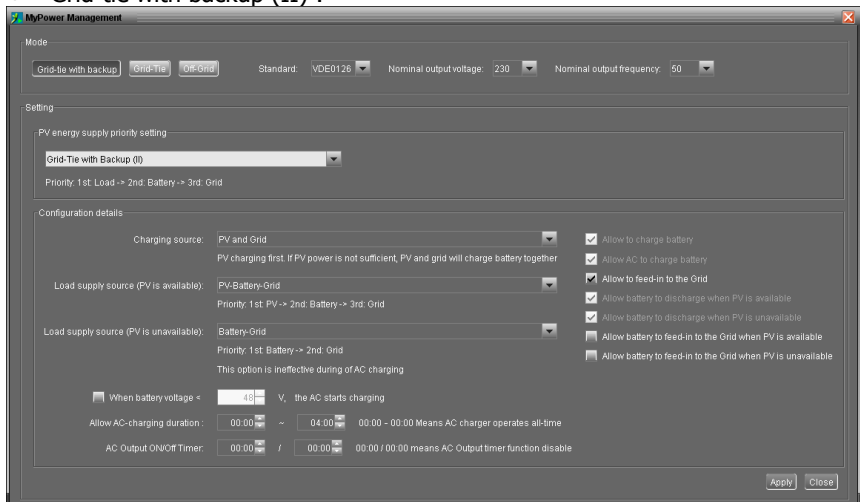 Grid-tie with backup (II) :
MyPower Management
Mode
Grid-tie with backup Grid-Tie Off-Grid Standard: VDE0126 Nominal output voltage: 230 Nominal output frequency: 50
Setting
PV energy supply priority setting
Grid-Tie with Backup (II)
Priority: 1st: Load -> 2nd: Battery -> 3rd: Grid
Configuration details
Charging source: PV and Grid
PV charging first. If PV power is not sufficient, PV and grid will charge battery together
Load supply source (PV is available): PV-Battery-Grid
Priority: 1st: PV -> 2nd: Battery -> 3rd: Grid
Load supply source (PV is unavailable): Battery-Grid
Priority: 1st: Battery -> 2nd: Grid
This option is ineffective during of AC charging
When battery voltage < 48 V, the AC starts charging
Allow AC-charging duration : 00:00 ~ 04:00 00:00 - 00:00 Means AC charger operates all-time
AC Output ON/Off Timer: 00:00 / 00:00 00:00 / 00:00 means AC Output timer function disable
Allow to charge battery
Allow AC to charge battery
Allow to feed-in to the Grid
Allow battery to discharge when PV is available
Allow battery to discharge when PV is unavailable
Allow battery to feed-in to the Grid when PV is available
Allow battery to feed-in to the Grid when PV is unavailable
Apply Close